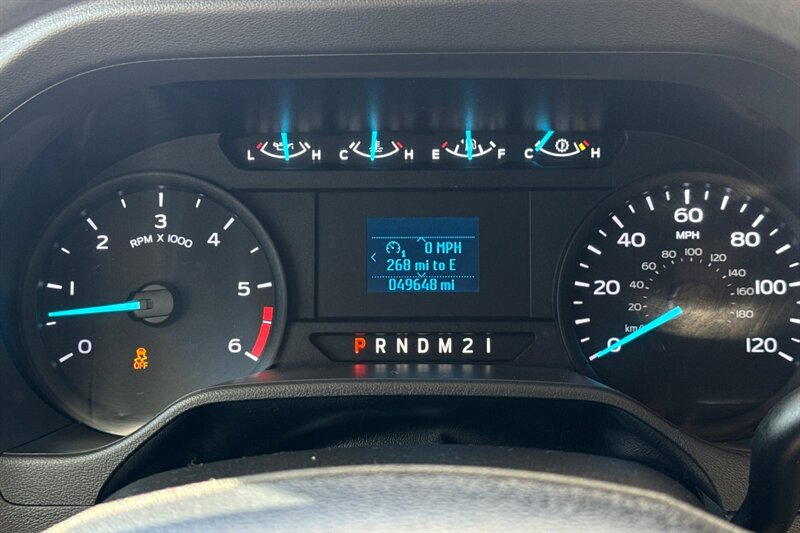 L H C H E F C H
0 1 2 3 4 5 6
RPM X 1000
OFF
1 0 MPH
268 mi to E
049648 mi
P R N D M 2 1
0 20 40 60 80 100 120
MPH
20 40 60 80 100 120 140 160 180